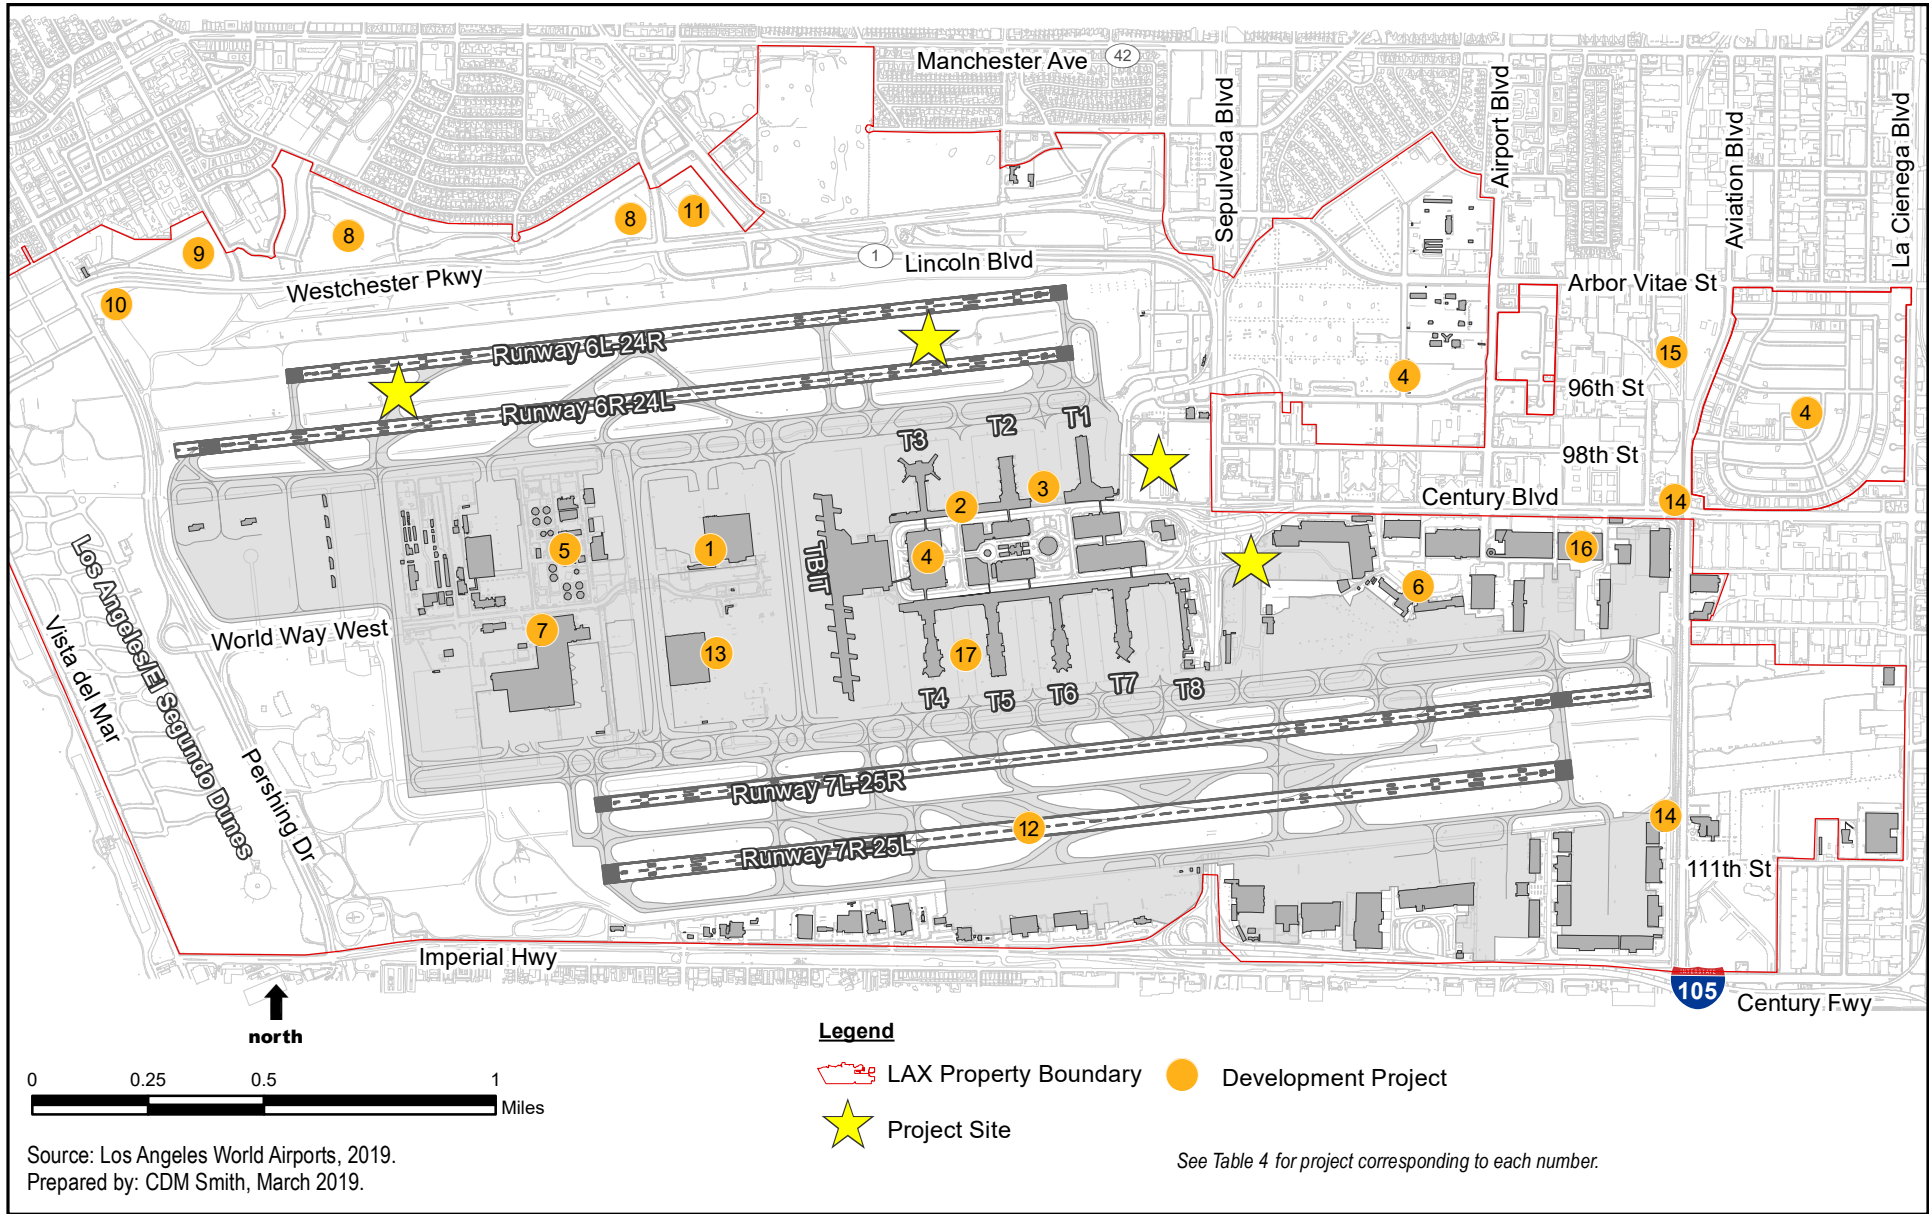 Manchester Ave
42
Sepulveda Blvd
Airport Blvd
Aviation Blvd
La Cienega Blvd
8
11
9
8
1
Lincoln Blvd
Westchester Pkwy
Arbor Vitae St
10
Runway 6L-24R
15
4
96th St
Runway 6R-24L
4
T3
T2
T1
98th St
3
2
Century Blvd
14
5
1
TBIT
4
16
6
World Way West
7
13
17
T4
T5
T6
T7
T8
Los Angeles/El Segundo Dunes
Vista del Mar
Pershing Dr
Runway 7L-25R
12
14
Runway 7R-25L
111th St
Imperial Hwy
INTERSTATE
105
Century Fwy
north
Legend
LAX Property Boundary
Development Project
Project Site
0 0.25 0.5 1
Miles
Source: Los Angeles World Airports, 2019.
Prepared by: CDM Smith, March 2019.
See Table 4 for project corresponding to each number.